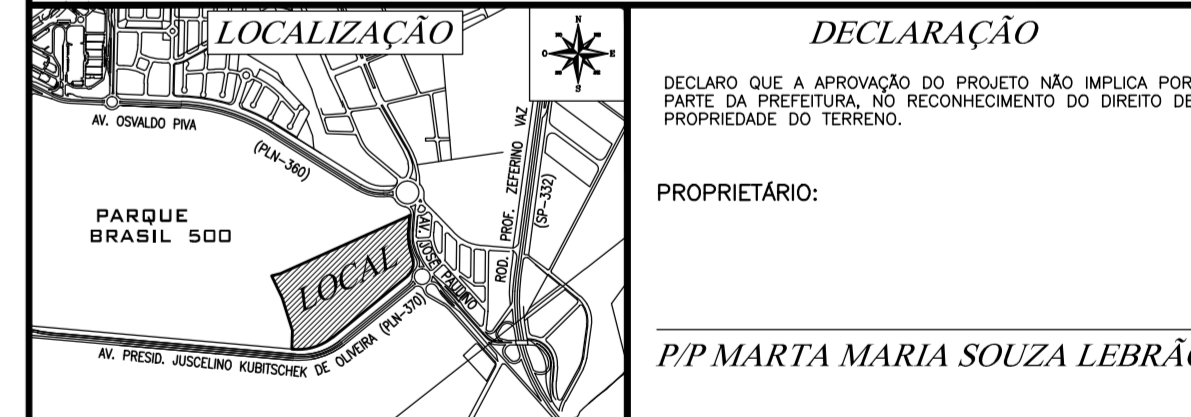 LOCALIZAÇÃO
N
O
E
S
AV. OSVALDO PIVA
(PLN-360)
PARQUE
BRASIL 500
LOCAL
AV. JOSÉ PAULINO
ROD. PROF. ZEFERINO VAZ
(SP-332)
AV. PRESID. JUSCELINO KUBITSCHEK DE OLIVEIRA (PLN-370)
DECLARAÇÃO
DECLARO QUE A APROVAÇÃO DO PROJETO NÃO IMPLICA POR
PARTE DA PREFEITURA, NO RECONHECIMENTO DO DIREITO DE
PROPRIEDADE DO TERRENO.
PROPRIETÁRIO:
P/P MARTA MARIA SOUZA LEBRÃO